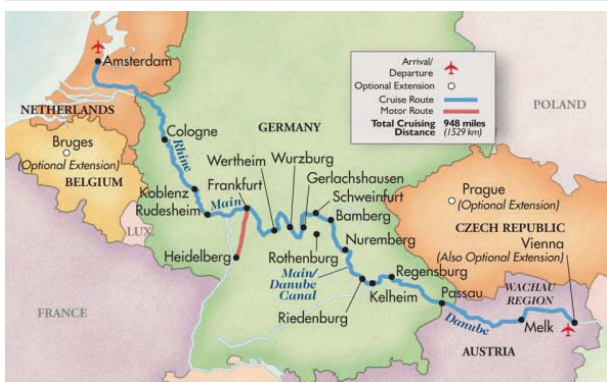 Amsterdam
NETHERLANDS
Bruges
(Optional Extension)
BELGIUM
LUX.
FRANCE
Cologne
Rhine
Koblenz
Rudesheim
GERMANY
Wertheim
Wurzburg
Frankfurt
Main
Gerlachshausen
Schweinfurt
Bamberg
Heidelberg
Rothenburg
Nuremberg
Main/
Danube
Canal
Regensburg
Riedenburg
Kelheim
Passau
Danube
Arrival/
Departure
Optional Extension
Cruise Route
Motor Route
Total Cruising 948 miles
Distance (1529 km)
POLAND
Prague
(Optional Extension)
CZECH REPUBLIC
Vienna
(Also Optional Extension)
WACHAU
REGION
Melk
AUSTRIA